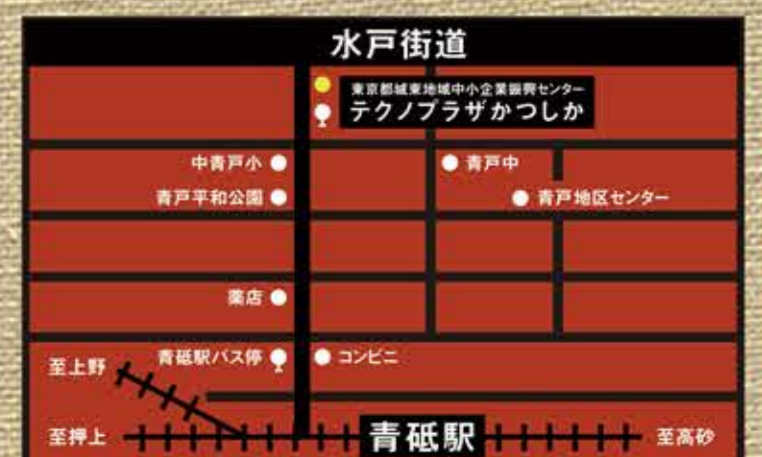 水戸街道
東京都城東地域中小企業振興センター
テクノプラザかつしか
中青戸小
青戸中
青戸平和公園
青戸地区センター
薬店
至上野
青砥駅バス停
コンビニ
至押上
青砥駅
至高砂